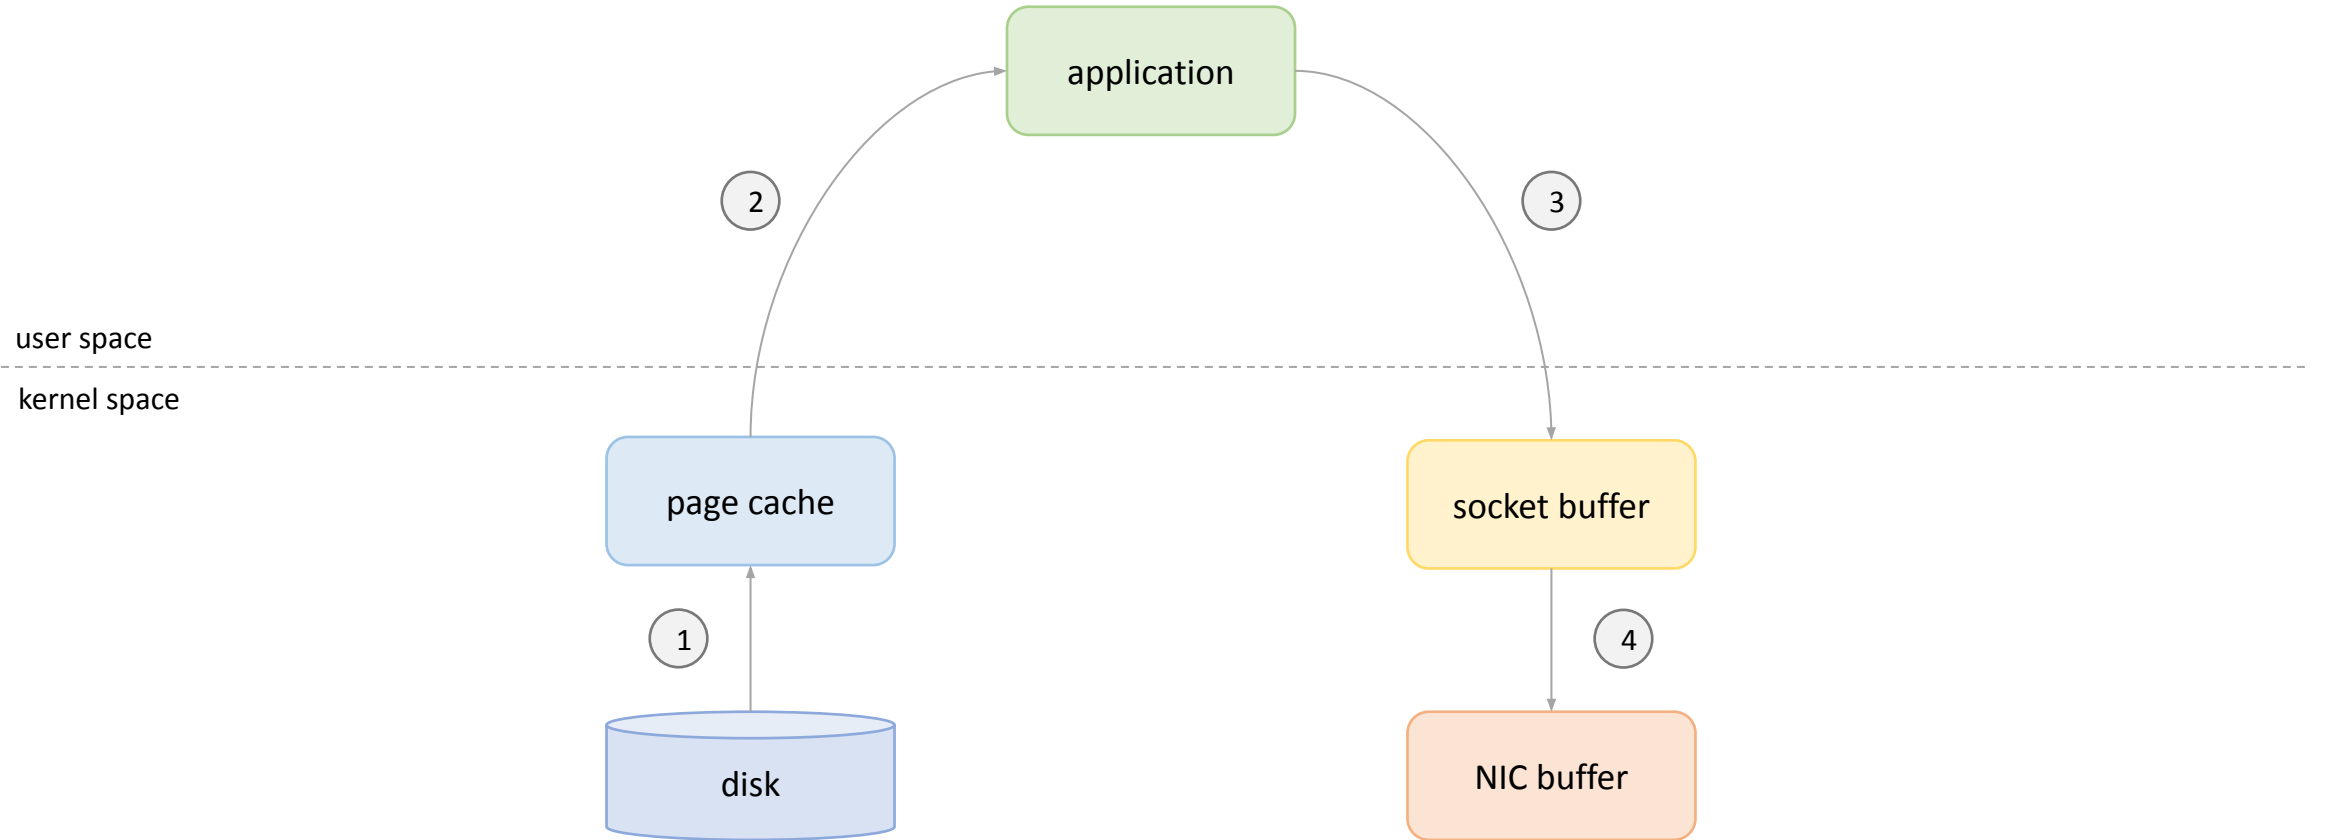 application
2
3
user space
kernel space
page cache
socket buffer
1
4
disk
NIC buffer